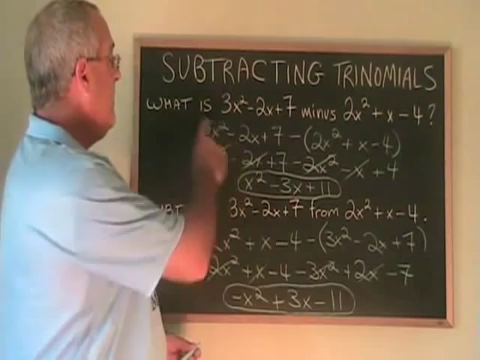 SUBTRACTING TRINOMIALS
WHAT IS 3x²-2x+7 minus 2x²+x-4?
x²-2x+7-(2x²+x-4)
-2x+7-2x²-x+4
x²-3x+11
3x²-2x+7 from 2x²+x-4.
x²+x-4-(3x²-2x+7)
2x²+x-4-3x²+2x-7
-x²+3x-11